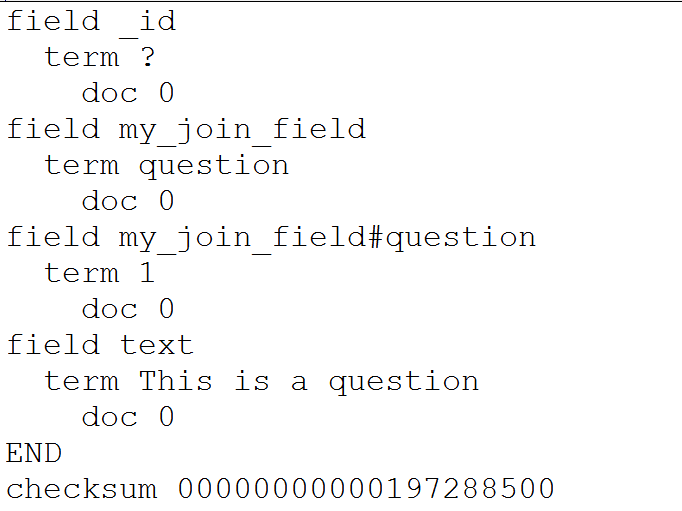 field _id
  term ?
    doc 0
field my_join_field
  term question
    doc 0
field my_join_field#question
  term 1
    doc 0
field text
  term This is a question
    doc 0
END
checksum 00000000000197288500